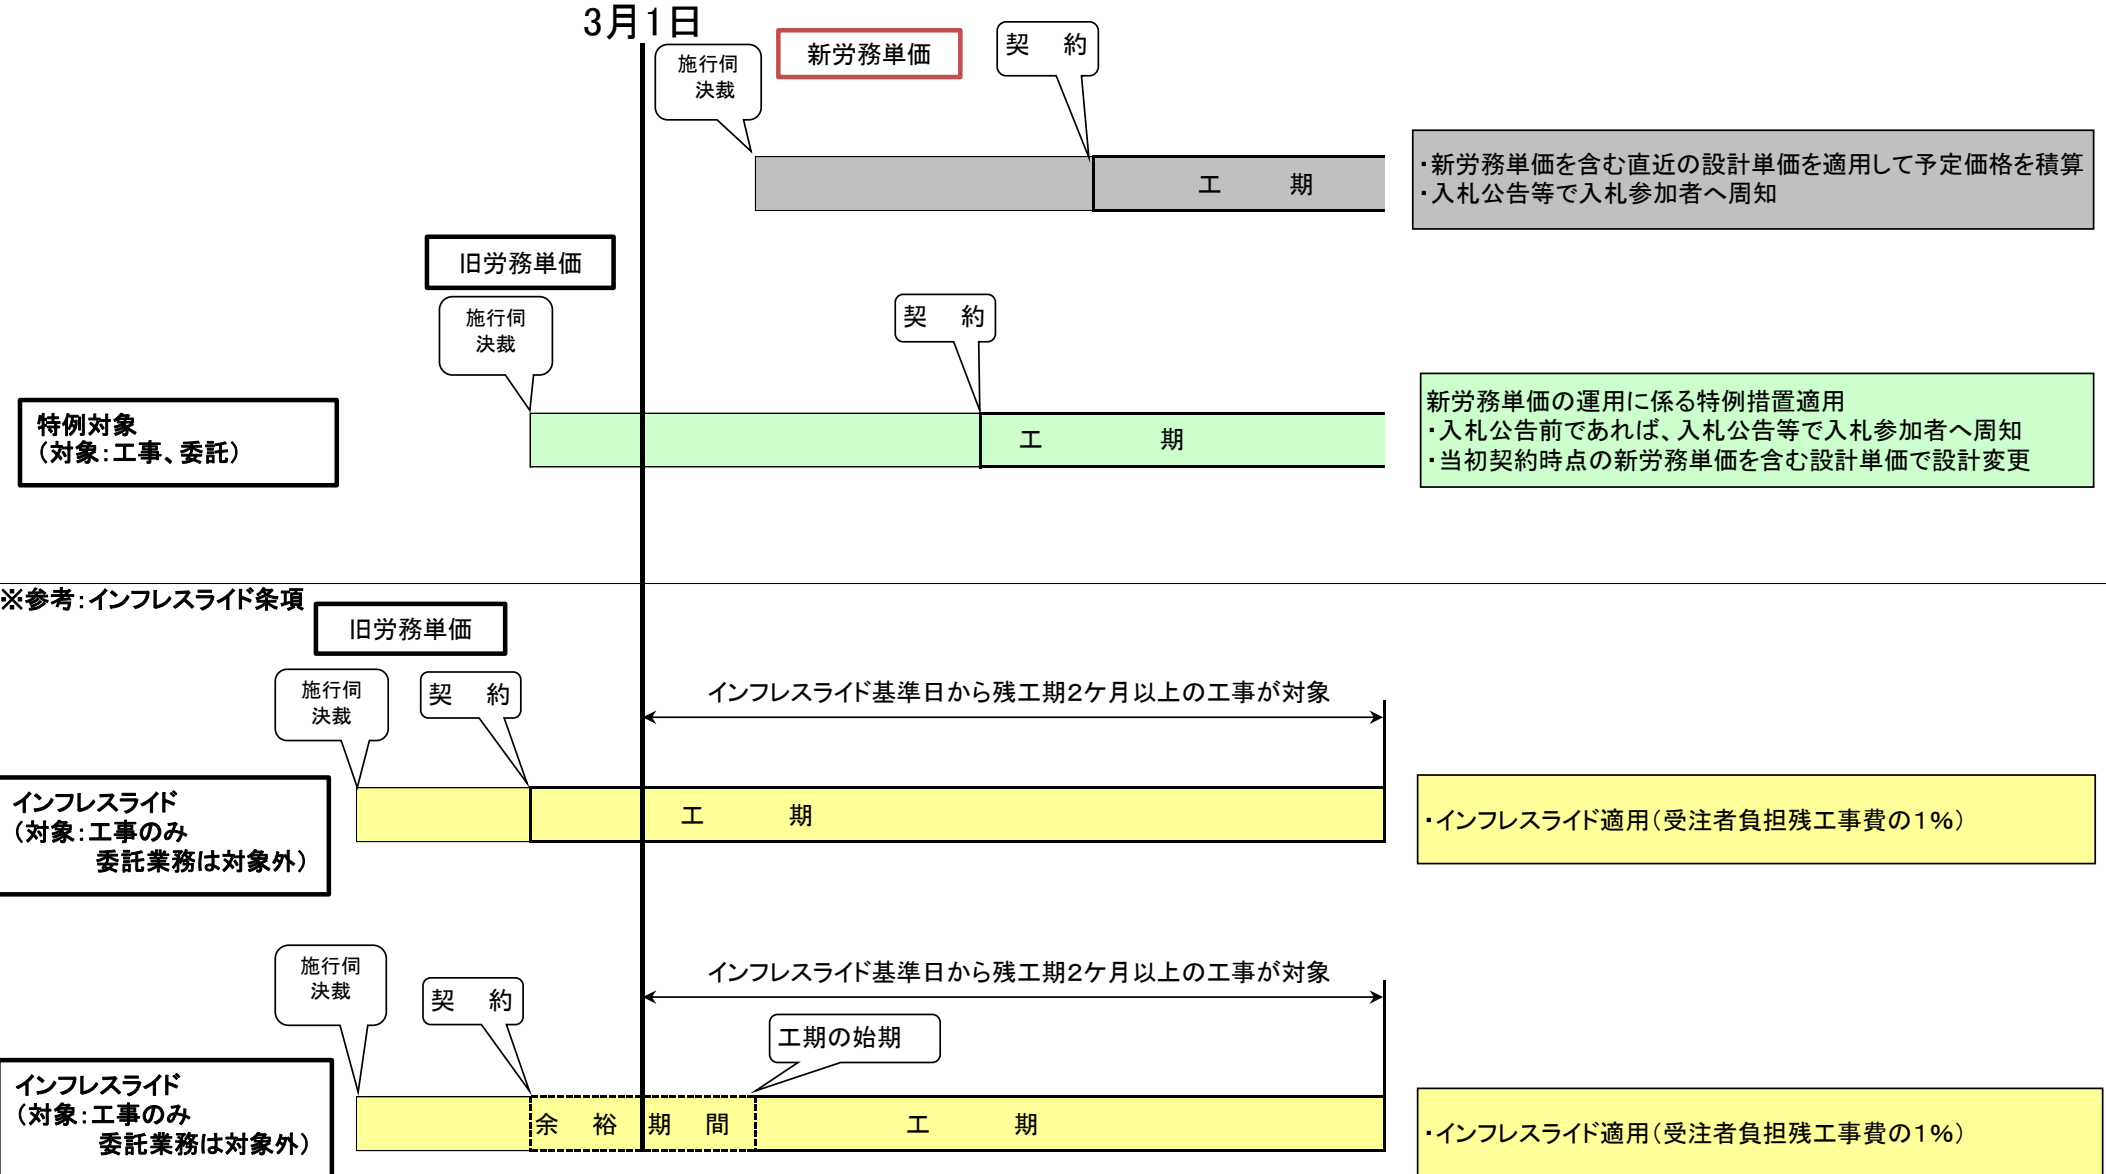 3月1日
施行伺
決裁
新労務単価
契　約
工　　期
・新労務単価を含む直近の設計単価を適用して予定価格を積算
・入札公告等で入札参加者へ周知
旧労務単価
施行伺
決裁
契　約
特例対象
（対象：工事、委託）
工　　　　期
新労務単価の運用に係る特例措置適用
・入札公告前であれば、入札公告等で入札参加者へ周知
・当初契約時点の新労務単価を含む設計単価で設計変更
※参考：インフレスライド条項
旧労務単価
施行伺
決裁
契　約
インフレスライド基準日から残工期2ケ月以上の工事が対象
インフレスライド
（対象：工事のみ
委託業務は対象外）
工　　　期
・インフレスライド適用（受注者負担残工事費の1％）
施行伺
決裁
契　約
インフレスライド基準日から残工期2ケ月以上の工事が対象
工期の始期
インフレスライド
（対象：工事のみ
委託業務は対象外）
余　裕　期　間
工　　　期
・インフレスライド適用（受注者負担残工事費の1％）